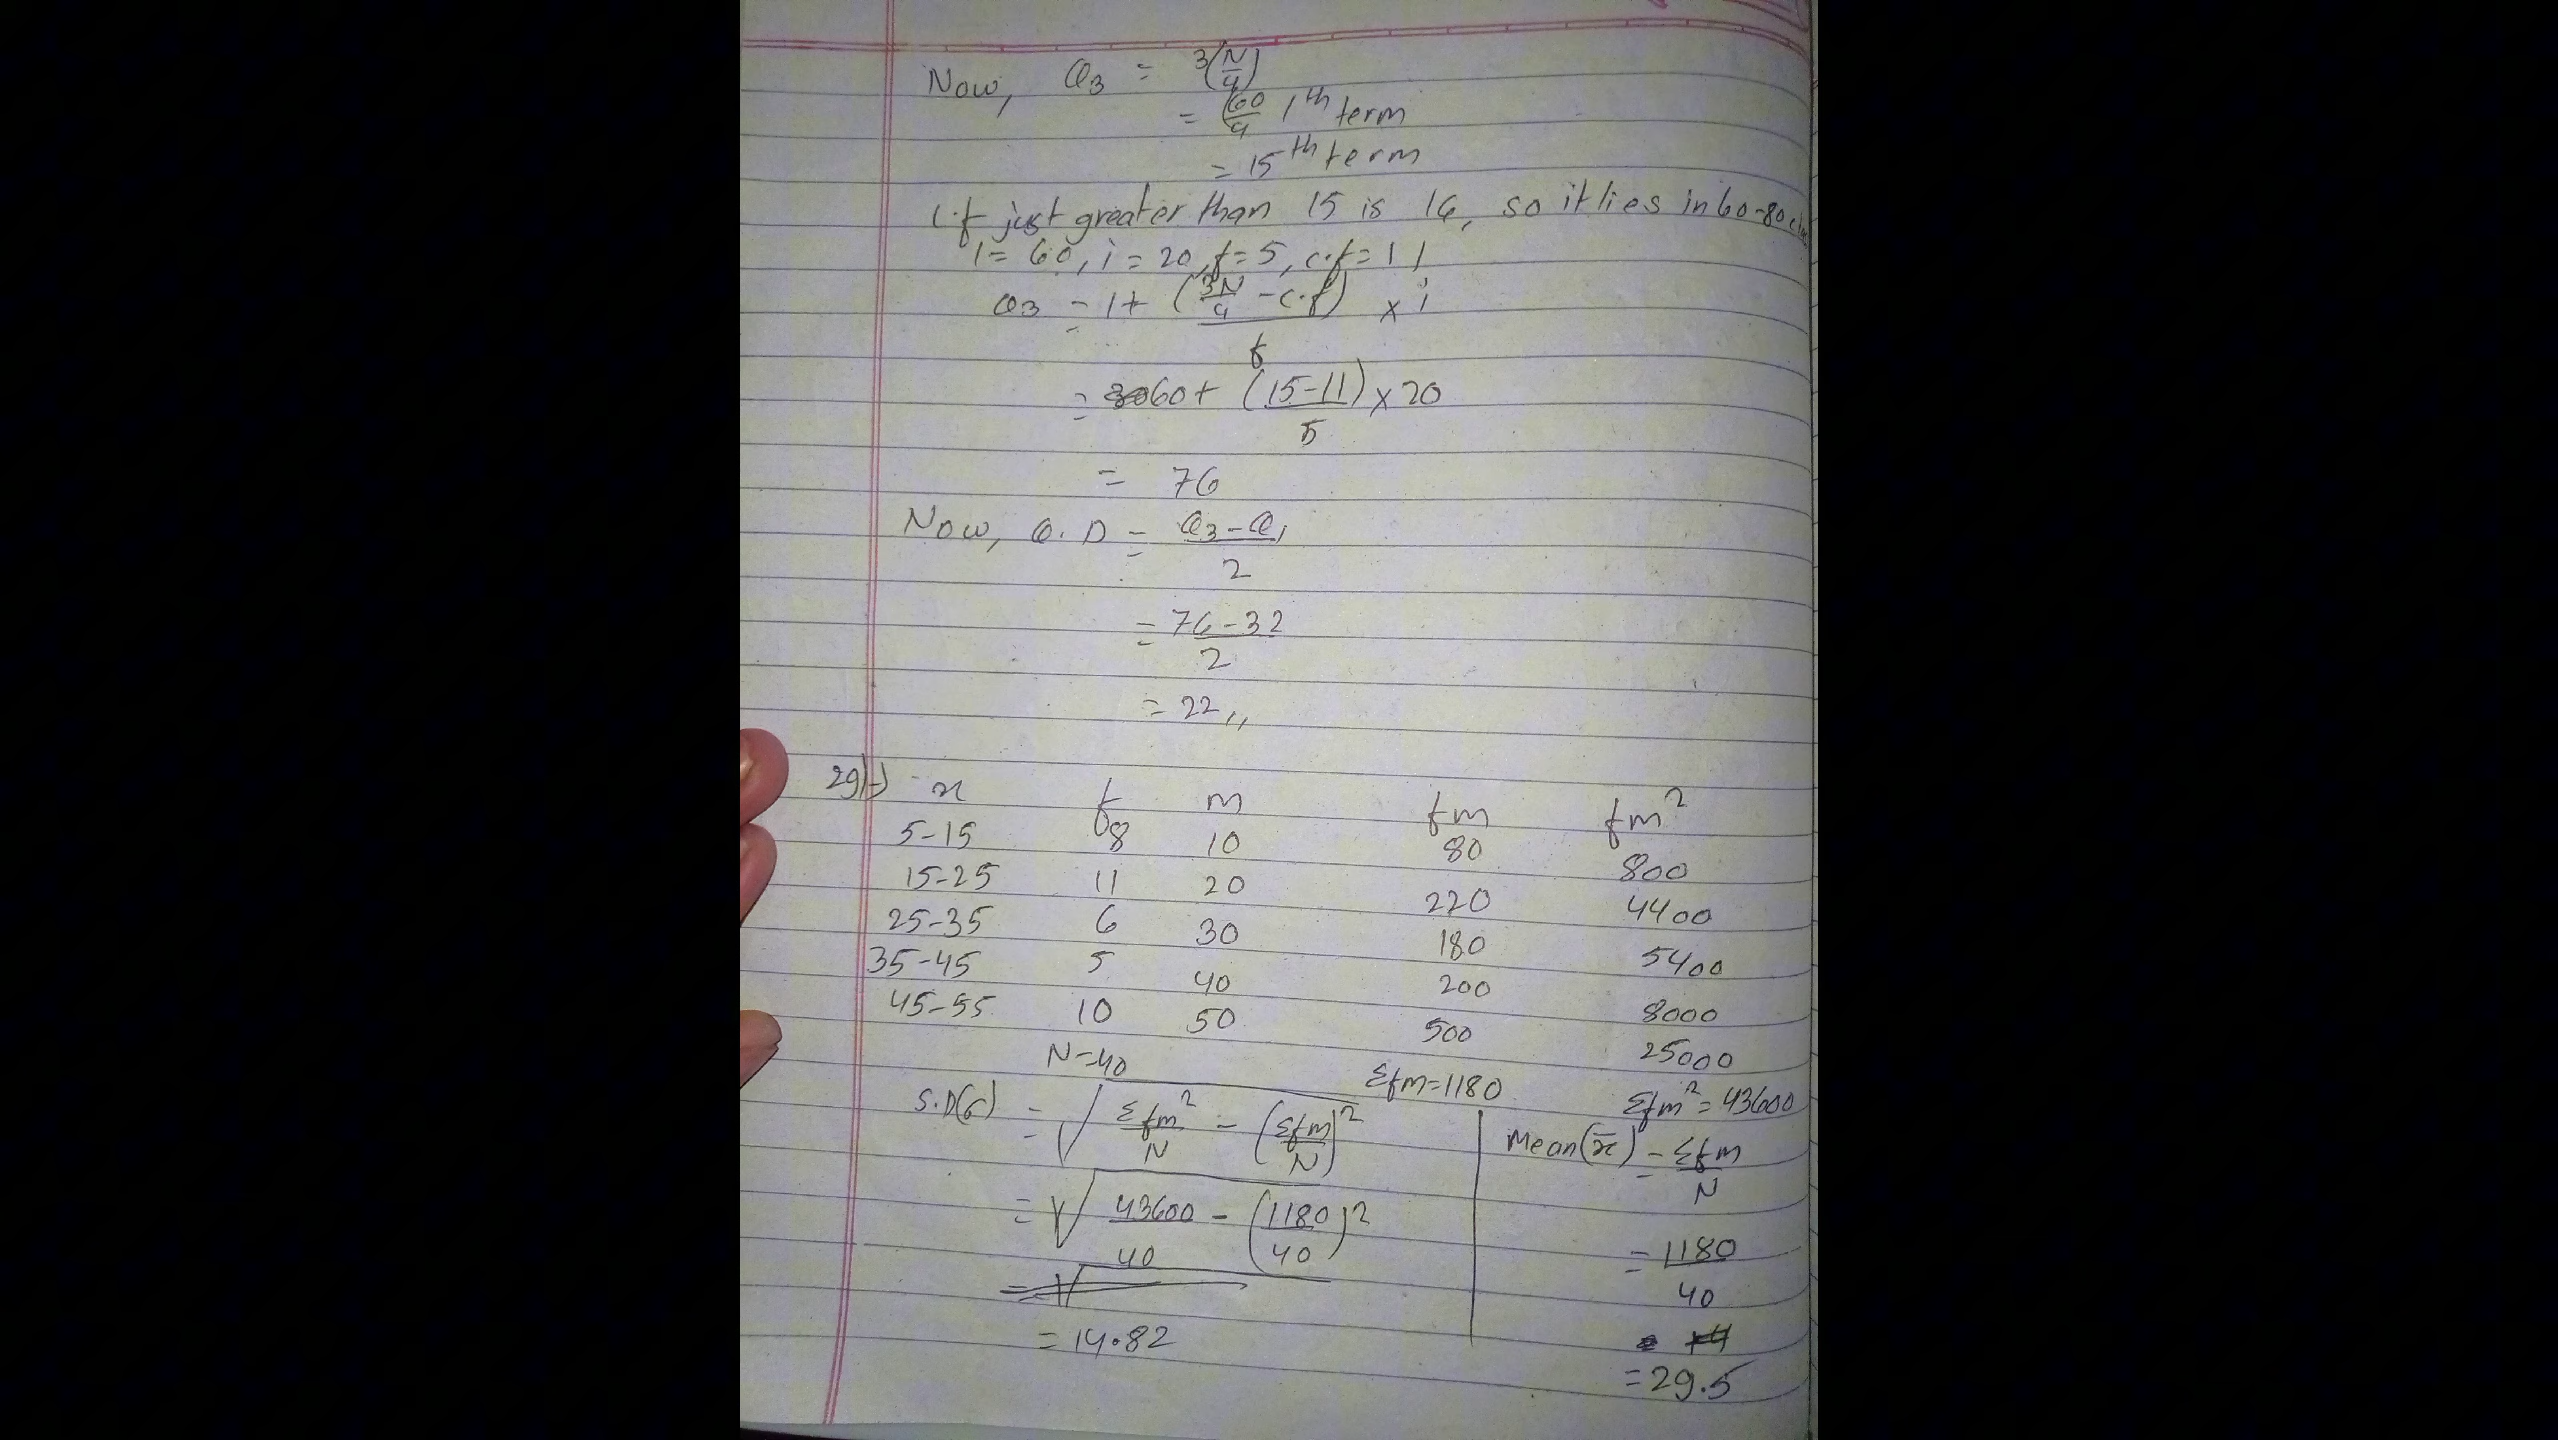 Now, Q3 = 3(N/4)
= (60/4)th term
= 15th term
c.f just greater than 15 is 16, so it lies in 60-80 class
l = 60, i = 20, f = 5, c.f = 11
Q3 = l + (3N/4 - c.f)/f × i
= 60 + (15-11)/5 × 20
= 76
Now, Q.D = (Q3 - Q1)/2
= (76 - 32)/2
= 22,,
29)→ x f m fm fm²
5-15 8 10 80 800
15-25 11 20 220 4400
25-35 6 30 180 5400
35-45 5 40 200 8000
45-55 10 50 500 25000
N=40 Σfm=1180 Σfm²=43600
S.D(σ) = √(Σfm²/N - (Σfm/N)²)
= √(43600/40 - (1180/40)²)
= 14.82
Mean(x̄) = Σfm/N
= 1180/40
= 29.5